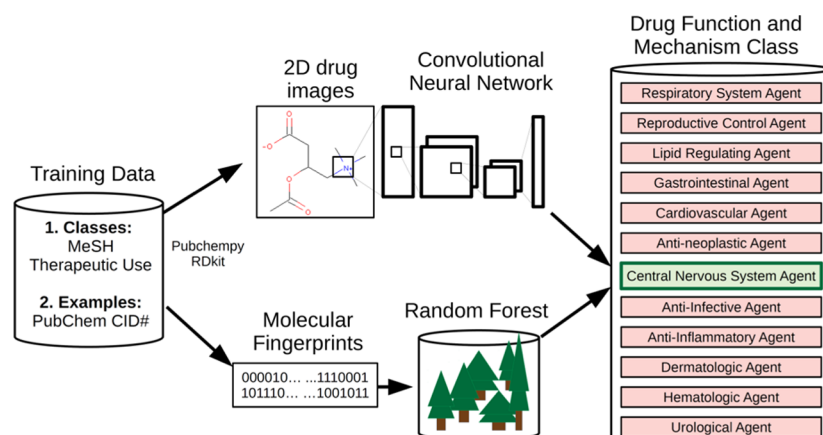 Training Data
1. Classes:
MeSH
Therapeutic Use
2. Examples:
PubChem CID#
Pubchempy
RDkit
2D drug
images
O
-O
O
O
N+
O
Convolutional
Neural Network
Molecular
Fingerprints
000010... ...1110001
101110... ...1001011
Random Forest
Drug Function and
Mechanism Class
Respiratory System Agent
Reproductive Control Agent
Lipid Regulating Agent
Gastrointestinal Agent
Cardiovascular Agent
Anti-neoplastic Agent
Central Nervous System Agent
Anti-Infective Agent
Anti-Inflammatory Agent
Dermatologic Agent
Hematologic Agent
Urological Agent